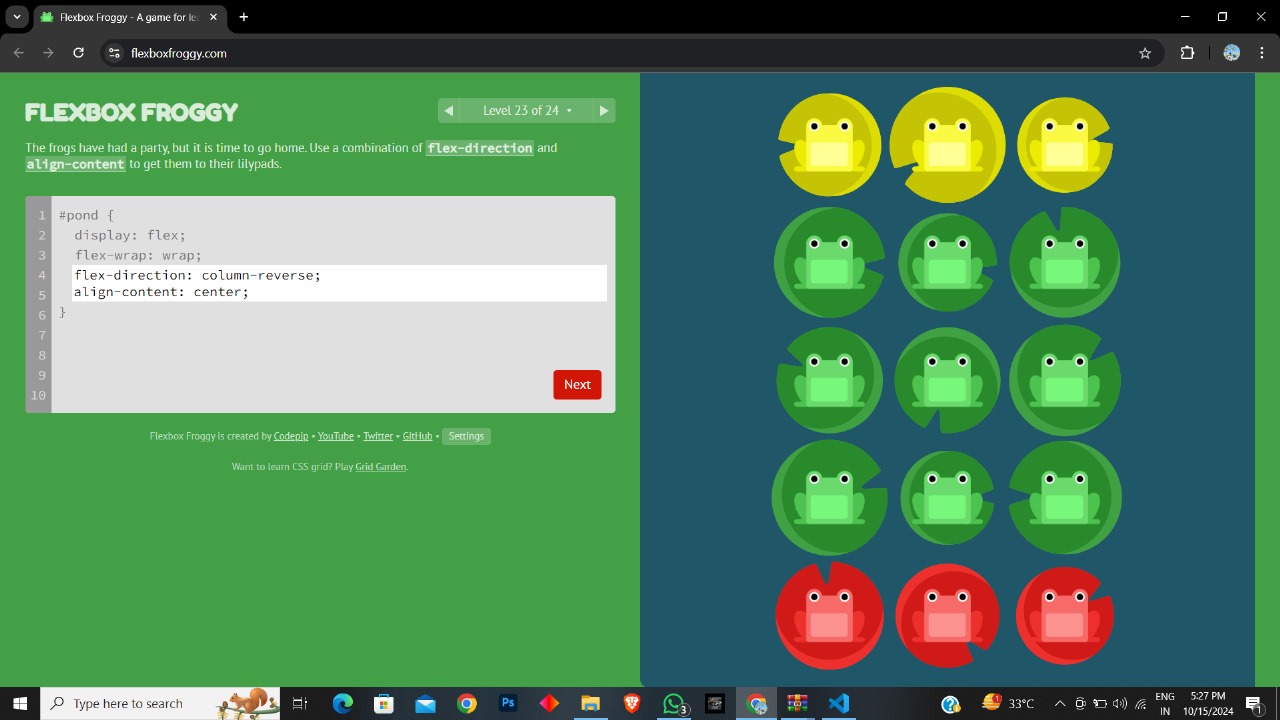 Flexbox Froggy - A game for le
flexboxfroggy.com
FLEXBOX FROGGY
Level 23 of 24
The frogs have had a party, but it is time to go home. Use a combination of flex-direction and
align-content to get them to their lilypads.
1 #pond {
2 display: flex;
3 flex-wrap: wrap;
4 flex-direction: column-reverse;
5 align-content: center;
6 }
7
8
9
10
Next
Flexbox Froggy is created by Codepip • YouTube • Twitter • GitHub • Settings
Want to learn CSS grid? Play Grid Garden.
Type here to search
Ps
3
1
33°C
ENG
IN
5:27 PM
10/15/2024
1